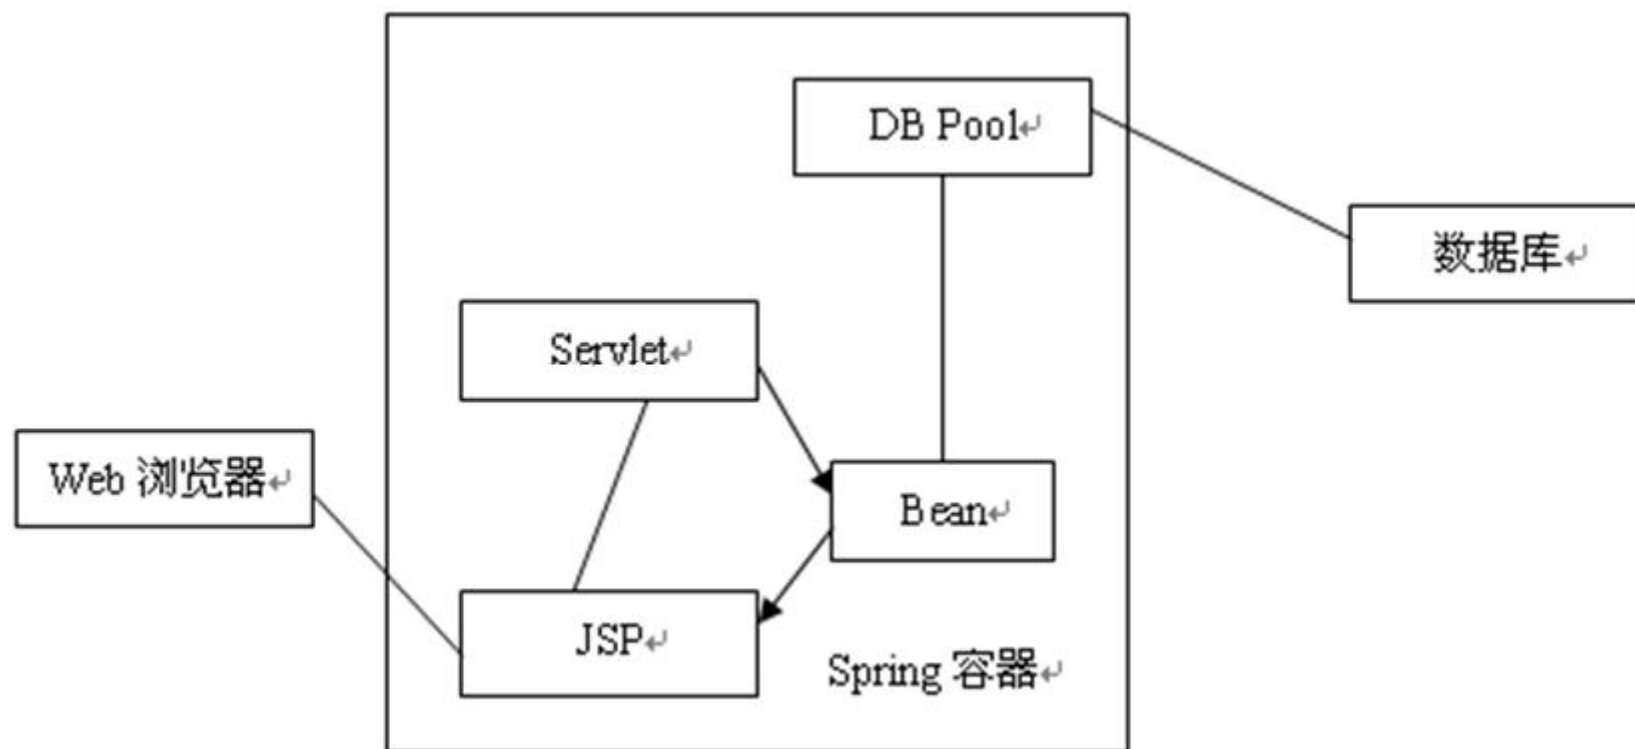 DB Pool
数据库
Servlet
Web 浏览器
Bean
JSP
Spring 容器